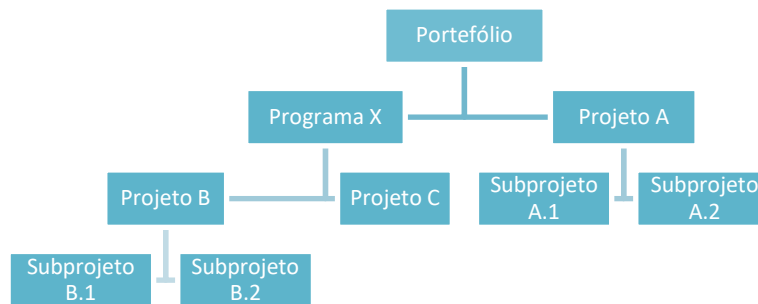 Portefólio
Programa X
Projeto A
Projeto B
Projeto C
Subprojeto
A.1
Subprojeto
A.2
Subprojeto
B.1
Subprojeto
B.2